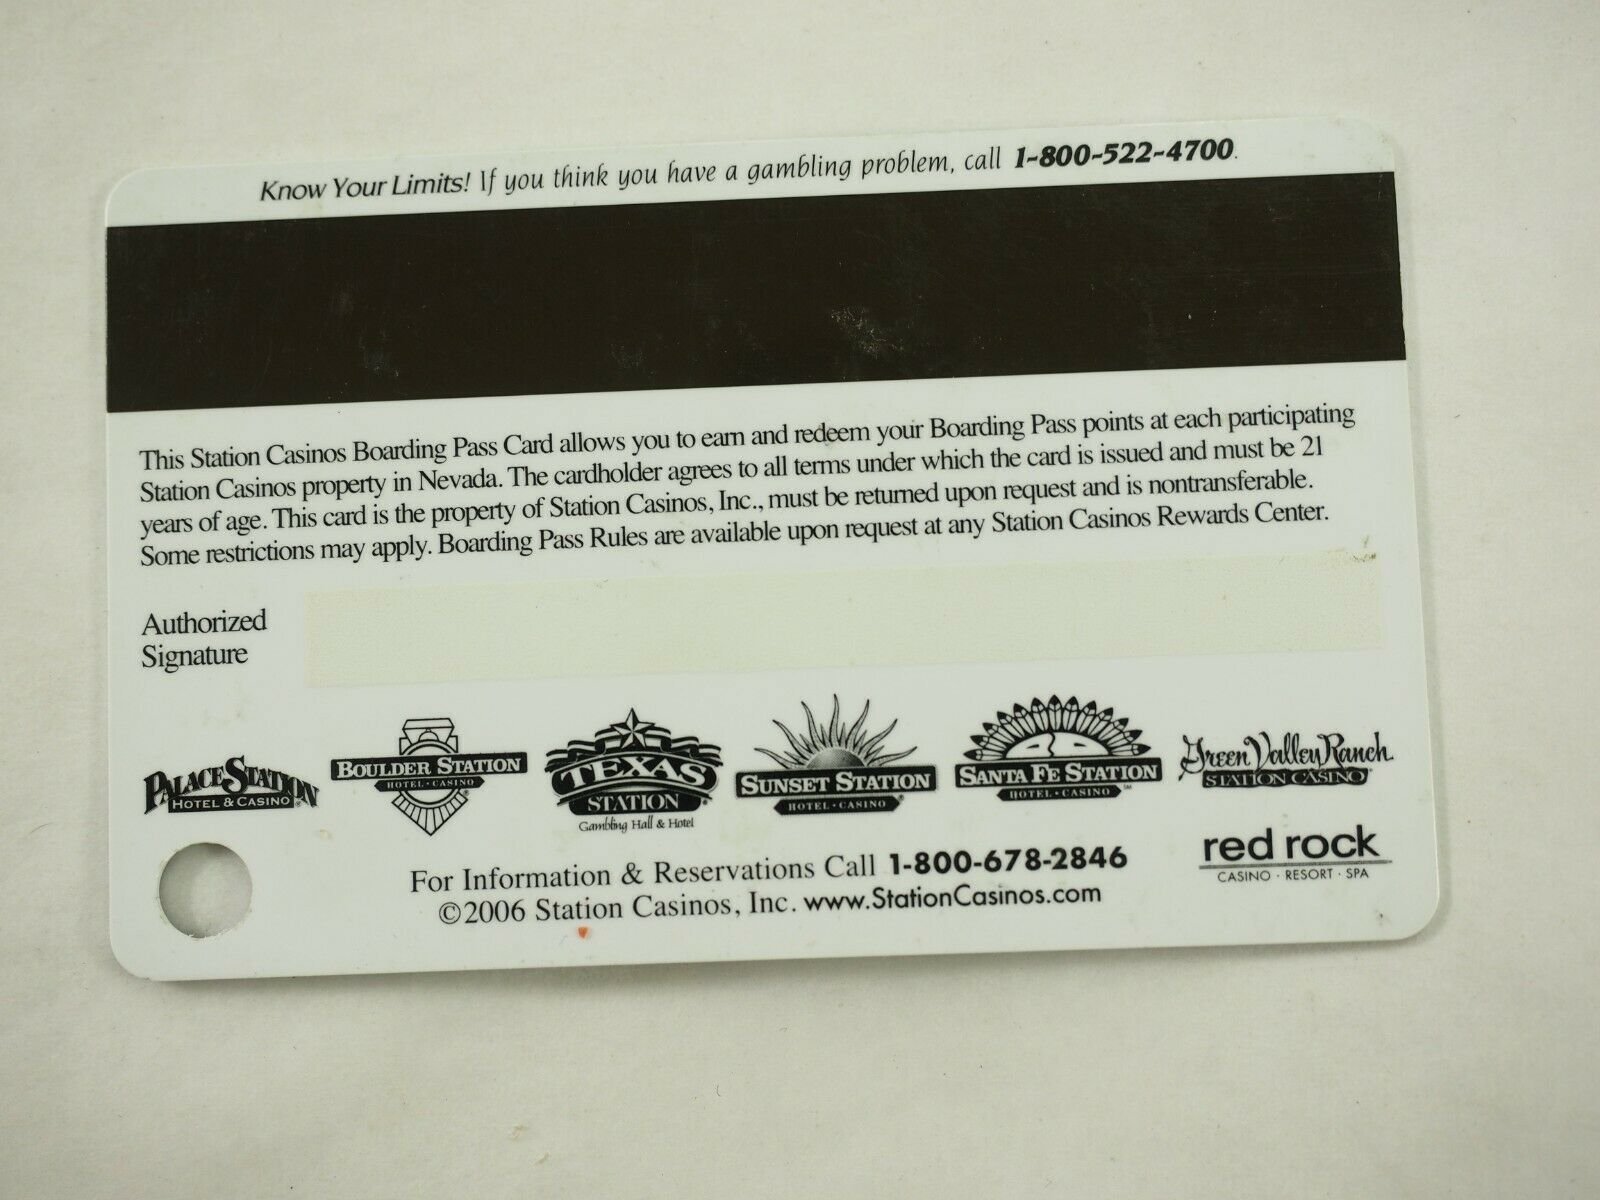 Know Your Limits! If you think you have a gambling problem, call 1-800-522-4700.
This Station Casinos Boarding Pass Card allows you to earn and redeem your Boarding Pass points at each participating
Station Casinos property in Nevada. The cardholder agrees to all terms under which the card is issued and must be 21
years of age. This card is the property of Station Casinos, Inc., must be returned upon request and is nontransferable.
Some restrictions may apply. Boarding Pass Rules are available upon request at any Station Casinos Rewards Center.
Authorized
Signature
PALACE STATION
HOTEL & CASINO®
BOULDER STATION
HOTEL · CASINO®
TEXAS
STATION®
Gambling Hall & Hotel
SUNSET STATION
HOTEL · CASINO®
SANTA FE STATION
HOTEL · CASINO℠
Green Valley Ranch
STATION CASINO™
red rock
CASINO · RESORT · SPA
For Information & Reservations Call 1-800-678-2846
©2006 Station Casinos, Inc. www.StationCasinos.com